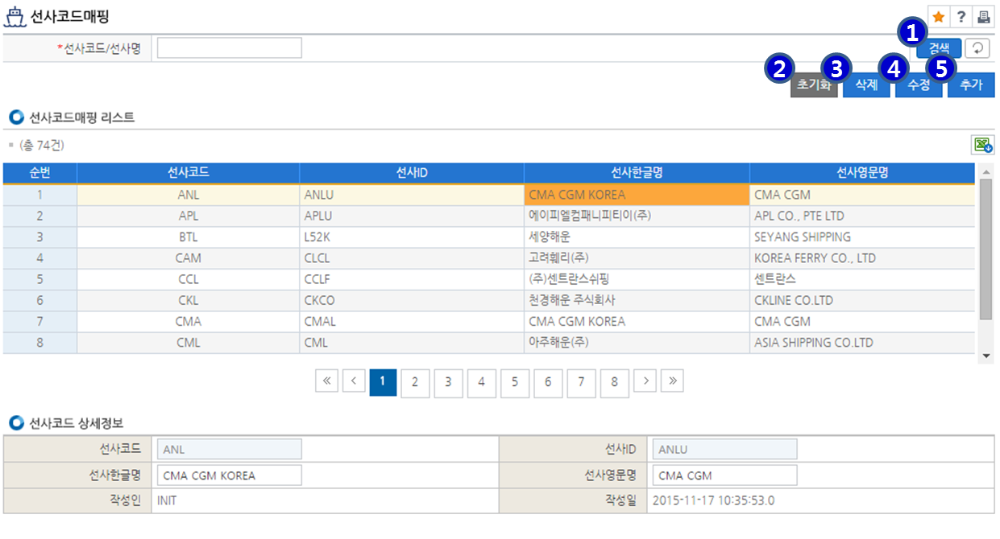 선사코드매핑
?
1
*선사코드/선사명
검색
2 3 4 5
초기화 삭제 수정 추가
선사코드매핑 리스트
(총 74건)
순번 선사코드 선사ID 선사한글명 선사영문명
1 ANL ANLU CMA CGM KOREA CMA CGM
2 APL APLU 에이피엘컴패니피티이(주) APL CO., PTE LTD
3 BTL L52K 세양해운 SEYANG SHIPPING
4 CAM CLCL 고려훼리(주) KOREA FERRY CO., LTD
5 CCL CCLF (주)센트란스쉬핑 센트란스
6 CKL CKCO 천경해운 주식회사 CKLINE CO.LTD
7 CMA CMAL CMA CGM KOREA CMA CGM
8 CML CML 아주해운(주) ASIA SHIPPING CO.LTD
« < 1 2 3 4 5 6 7 8 > »
선사코드 상세정보
선사코드 ANL 선사ID ANLU
선사한글명 CMA CGM KOREA 선사영문명 CMA CGM
작성인 INIT 작성일 2015-11-17 10:35:53.0